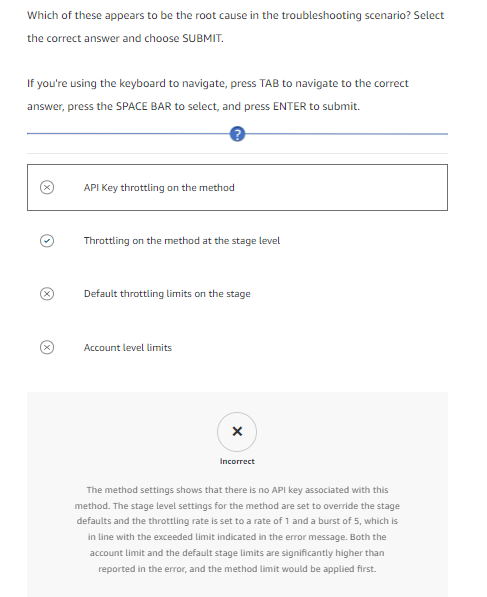 Which of these appears to be the root cause in the troubleshooting scenario? Select
the correct answer and choose SUBMIT.
If you're using the keyboard to navigate, press TAB to navigate to the correct
answer, press the SPACE BAR to select, and press ENTER to submit.
?
API Key throttling on the method
Throttling on the method at the stage level
Default throttling limits on the stage
Account level limits
Incorrect
The method settings shows that there is no API key associated with this
method. The stage level settings for the method are set to override the stage
defaults and the throttling rate is set to a rate of 1 and a burst of 5, which is
in line with the exceeded limit indicated in the error message. Both the
account limit and the default stage limits are significantly higher than
reported in the error, and the method limit would be applied first.